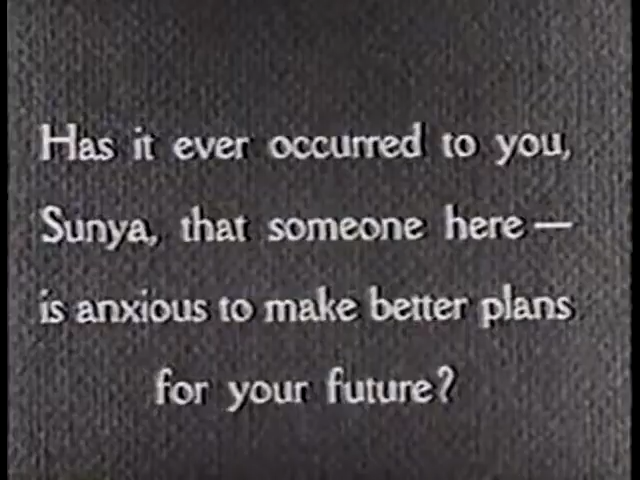 Has it ever occurred to you,
Sunya, that someone here —
is anxious to make better plans
for your future?